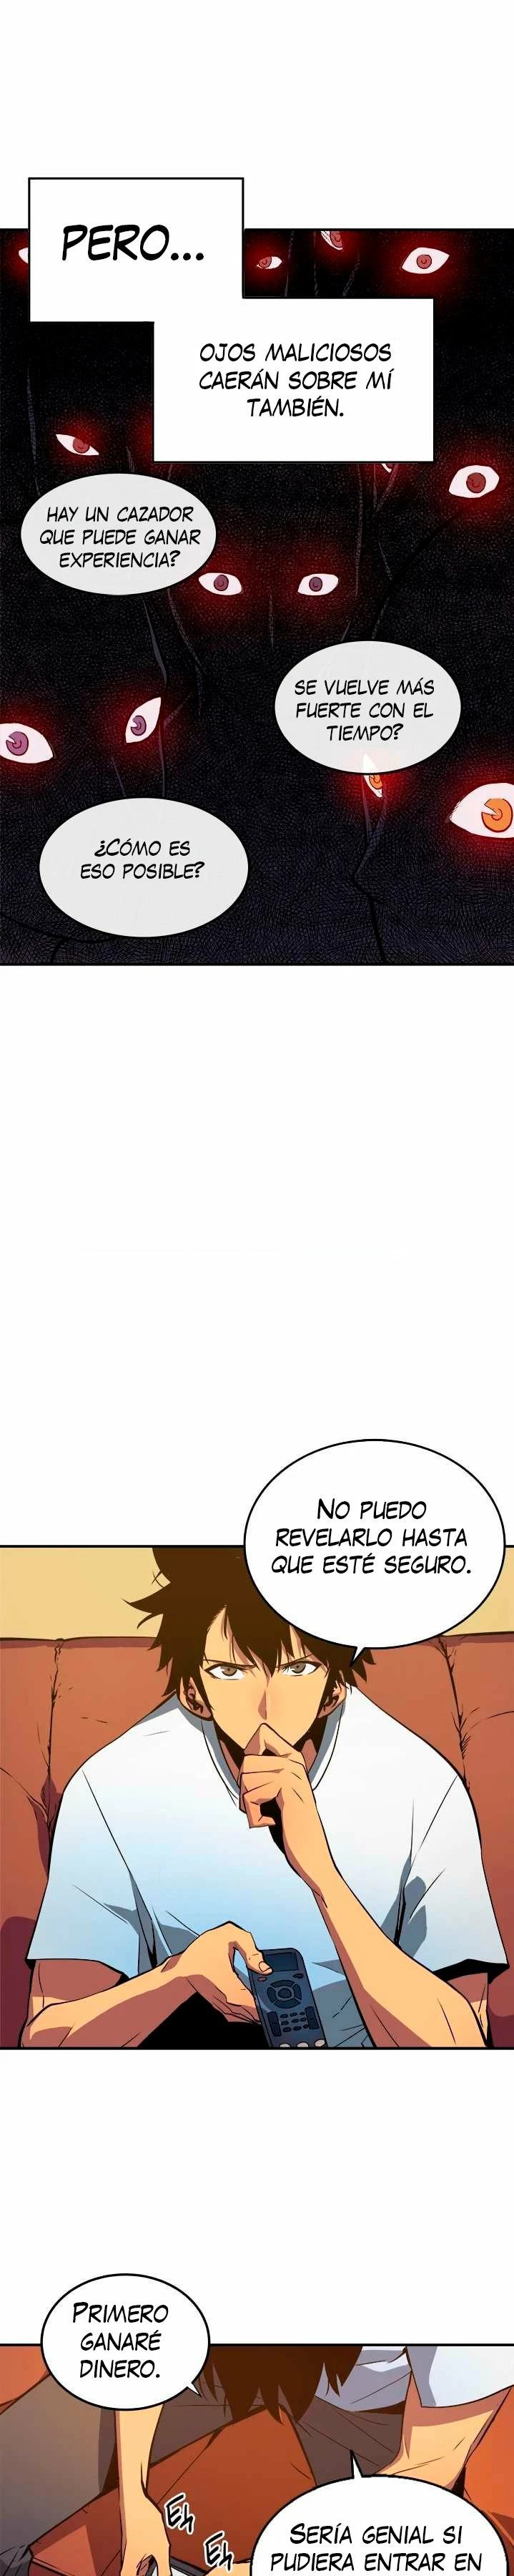 PERO...
OJOS MALICIOSOS
CAERÁN SOBRE MÍ
TAMBIÉN.
HAY UN CAZADOR
QUE PUEDE GANAR
EXPERIENCIA?
SE VUELVE MÁS
FUERTE CON EL
TIEMPO?
¿CÓMO ES
ESO POSIBLE?
NO PUEDO
REVELARLO HASTA
QUE ESTÉ SEGURO.
PRIMERO
GANARÉ
DINERO.
EH
EH
SERÍA GENIAL SI
PUDIERA ENTRAR EN